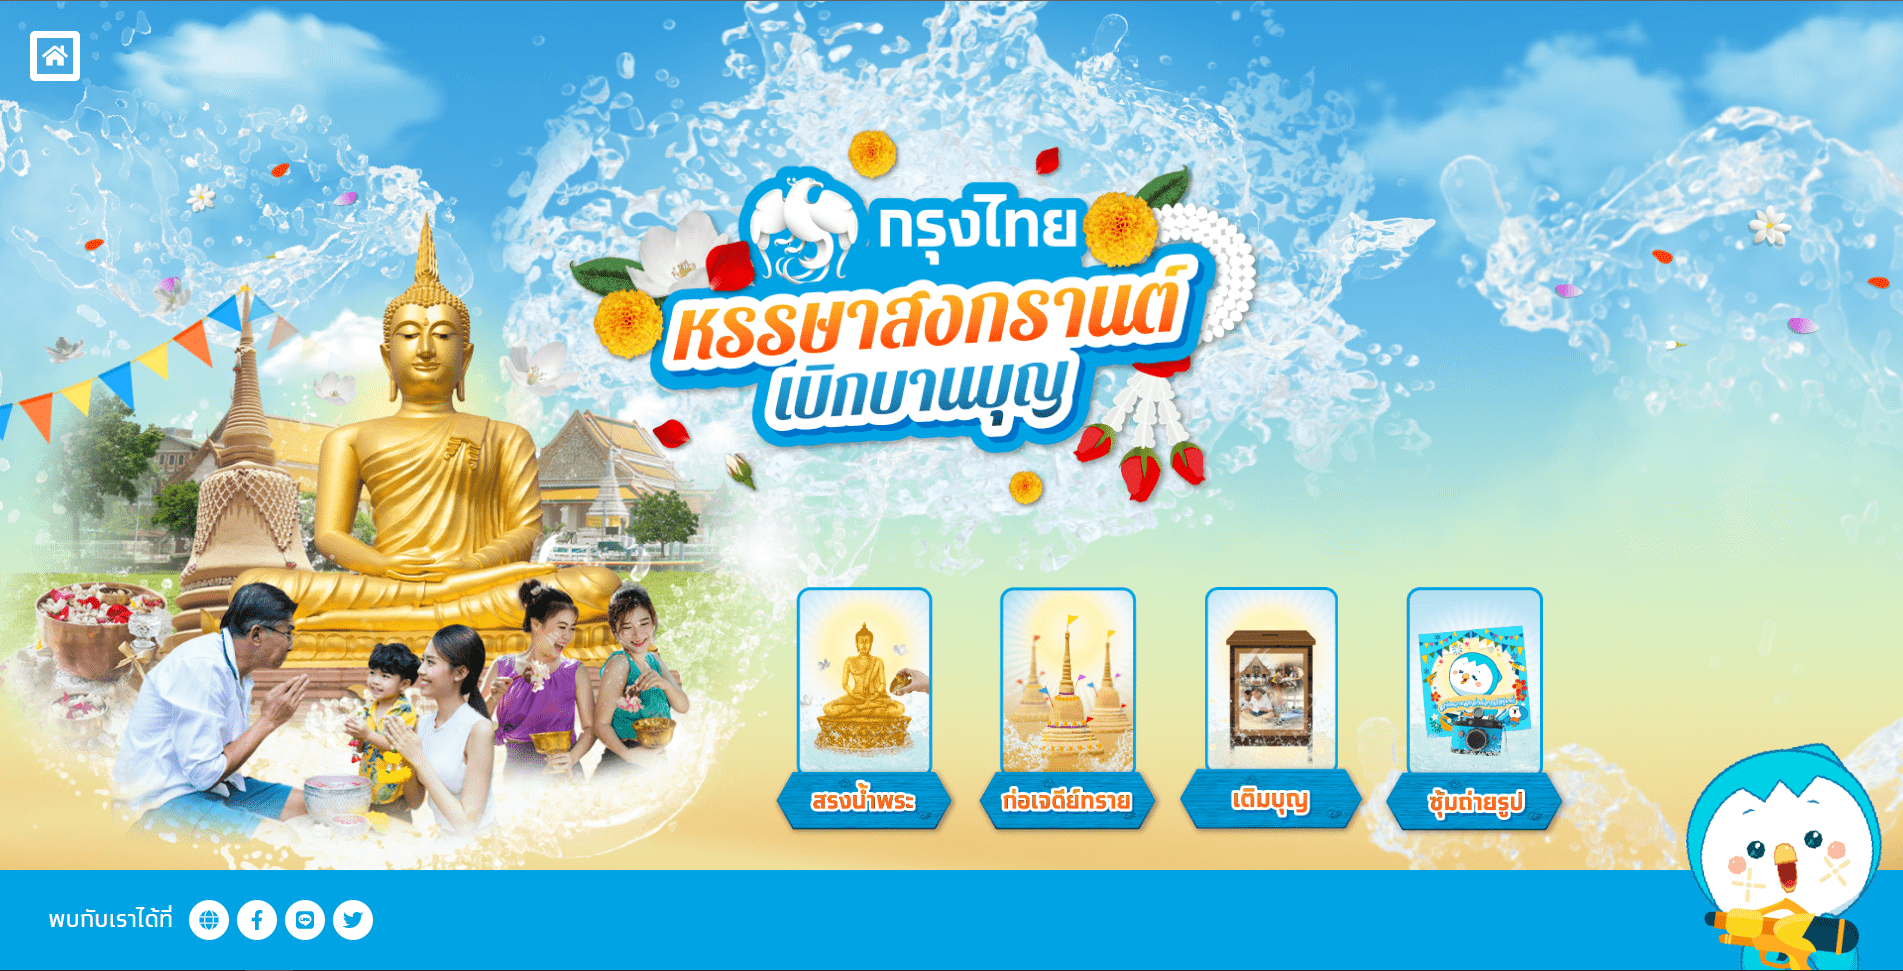 กรุงไทย
หรรษาสงกรานต์
เบิกบานบุญ
สรงน้ำพระ
ก่อเจดีย์ทราย
เติมบุญ
ซุ้มถ่ายรูป
พบกับเราได้ที่